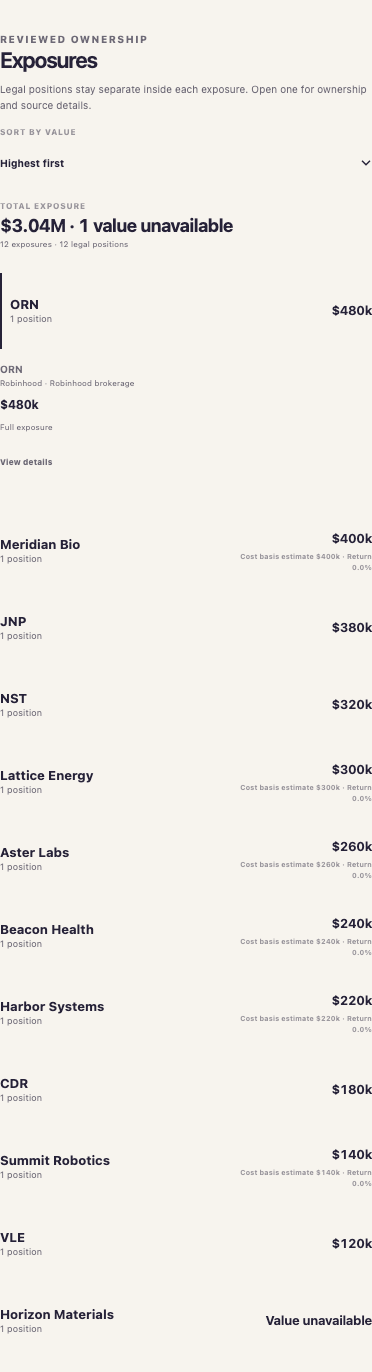 REVIEWED OWNERSHIP
Exposures
Legal positions stay separate inside each exposure. Open one for ownership
and source details.
SORT BY VALUE
Highest first
TOTAL EXPOSURE
$3.04M · 1 value unavailable
12 exposures · 12 legal positions
ORN
1 position
$480k
ORN
Robinhood · Robinhood brokerage
$480k
Full exposure
View details
Meridian Bio
1 position
$400k
Cost basis estimate $400k · Return
0.0%
JNP
1 position
$380k
NST
1 position
$320k
Lattice Energy
1 position
$300k
Cost basis estimate $300k · Return
0.0%
Aster Labs
1 position
$260k
Cost basis estimate $260k · Return
0.0%
Beacon Health
1 position
$240k
Cost basis estimate $240k · Return
0.0%
Harbor Systems
1 position
$220k
Cost basis estimate $220k · Return
0.0%
CDR
1 position
$180k
Summit Robotics
1 position
$140k
Cost basis estimate $140k · Return
0.0%
VLE
1 position
$120k
Horizon Materials
1 position
Value unavailable